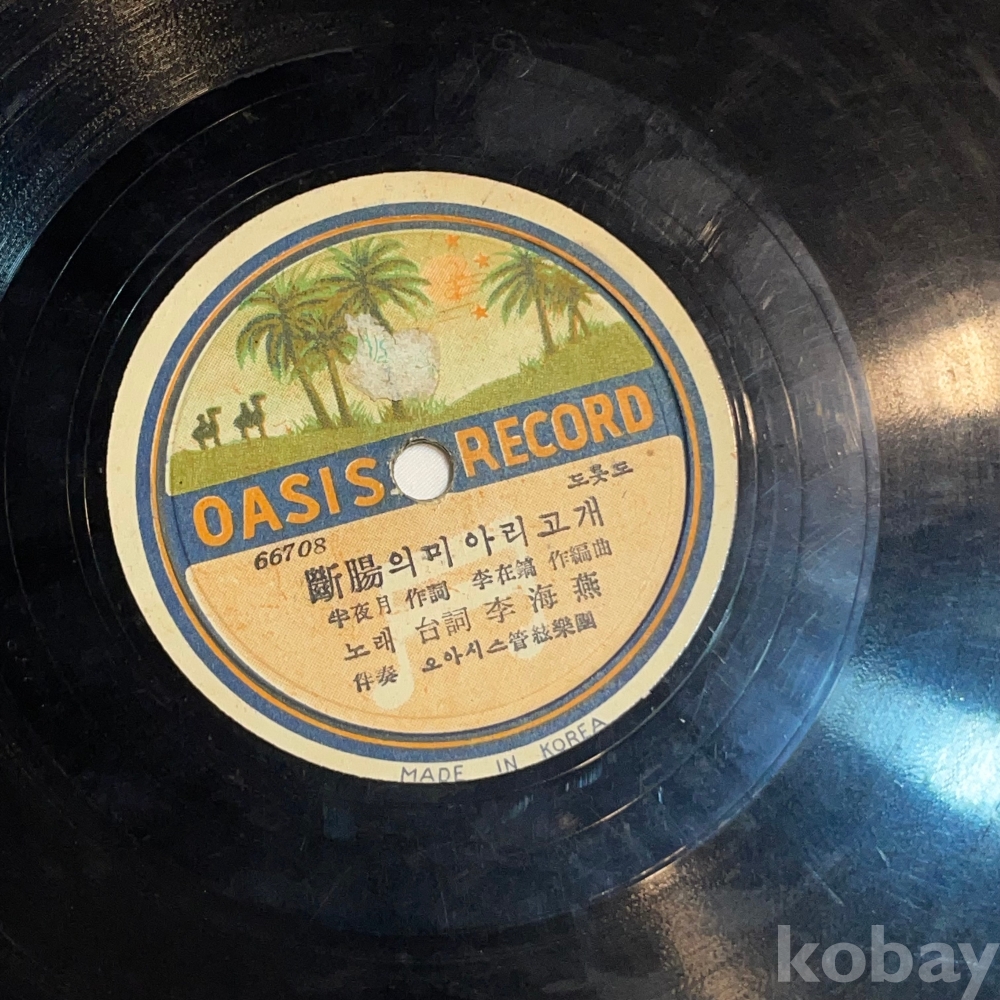 OASIS RECORD
도롯도
66708
斷腸의미아리고개
半夜月 作詞 李在鎬 作編曲
노래 台詞 李海燕
伴奏 오아시스管絃樂團
MADE IN KOREA
kobay